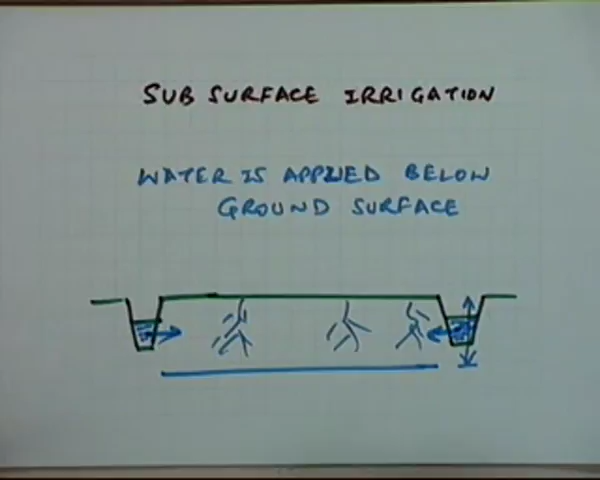 SUB SURFACE IRRIGATION
WATER IS APPLIED BELOW
GROUND SURFACE